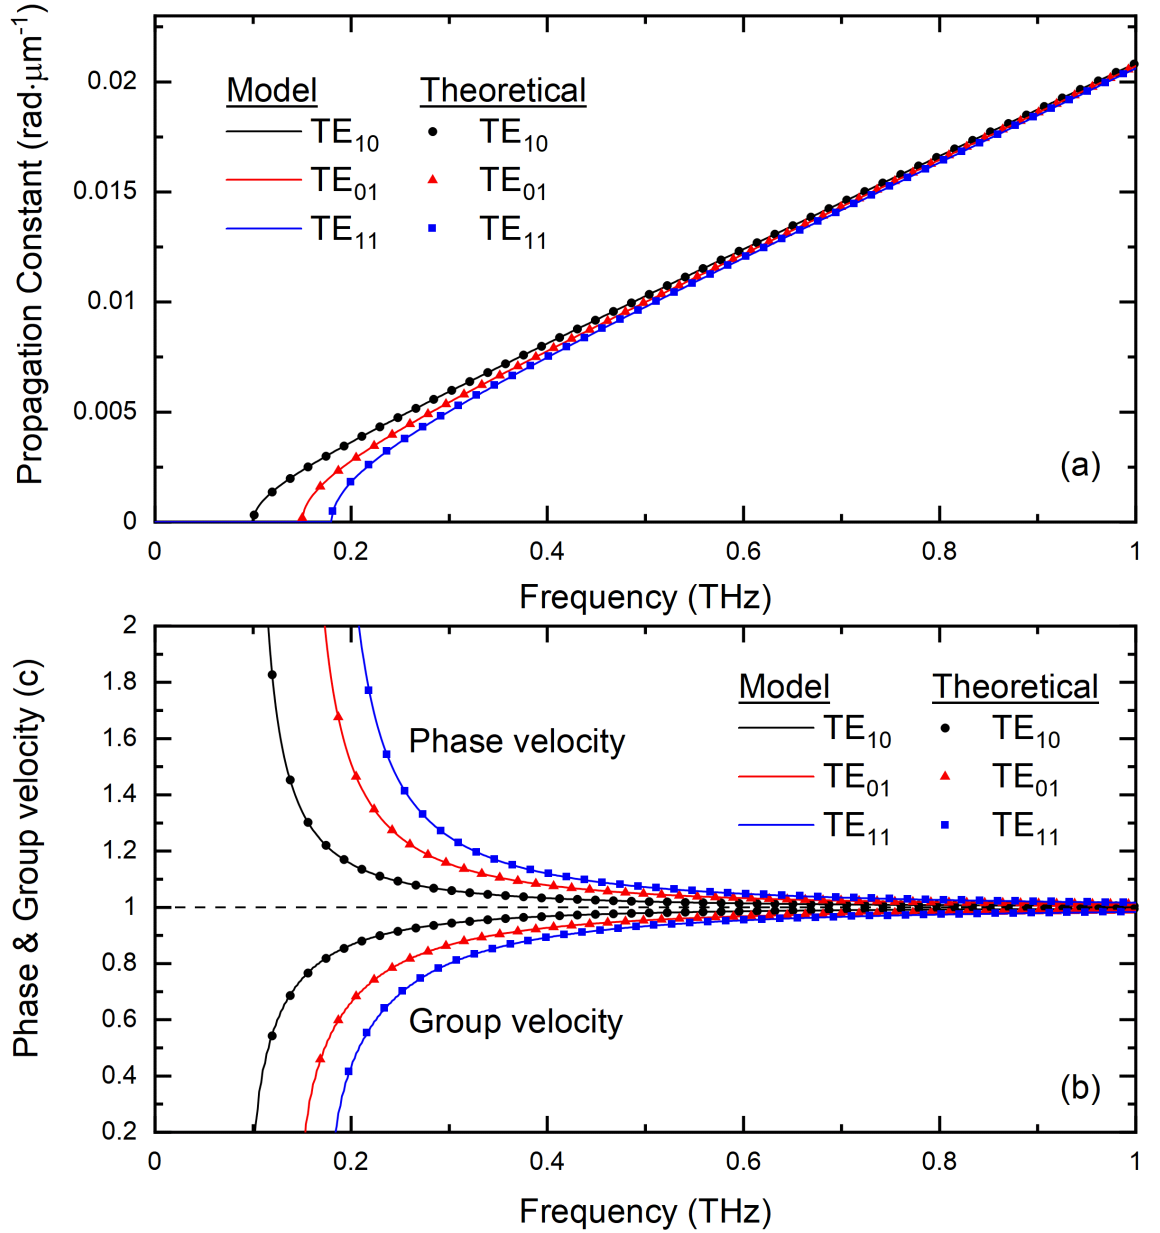 Propagation Constant (rad·μm⁻¹)
0.02
0.015
0.01
0.005
0
Model Theoretical
TE₁₀ TE₁₀
TE₀₁ TE₀₁
TE₁₁ TE₁₁
(a)
0 0.2 0.4 0.6 0.8 1
Frequency (THz)
Phase & Group velocity (c)
2
1.8
1.6
1.4
1.2
1
0.8
0.6
0.4
0.2
Model Theoretical
TE₁₀ TE₁₀
TE₀₁ TE₀₁
TE₁₁ TE₁₁
Phase velocity
Group velocity
(b)
0 0.2 0.4 0.6 0.8 1
Frequency (THz)